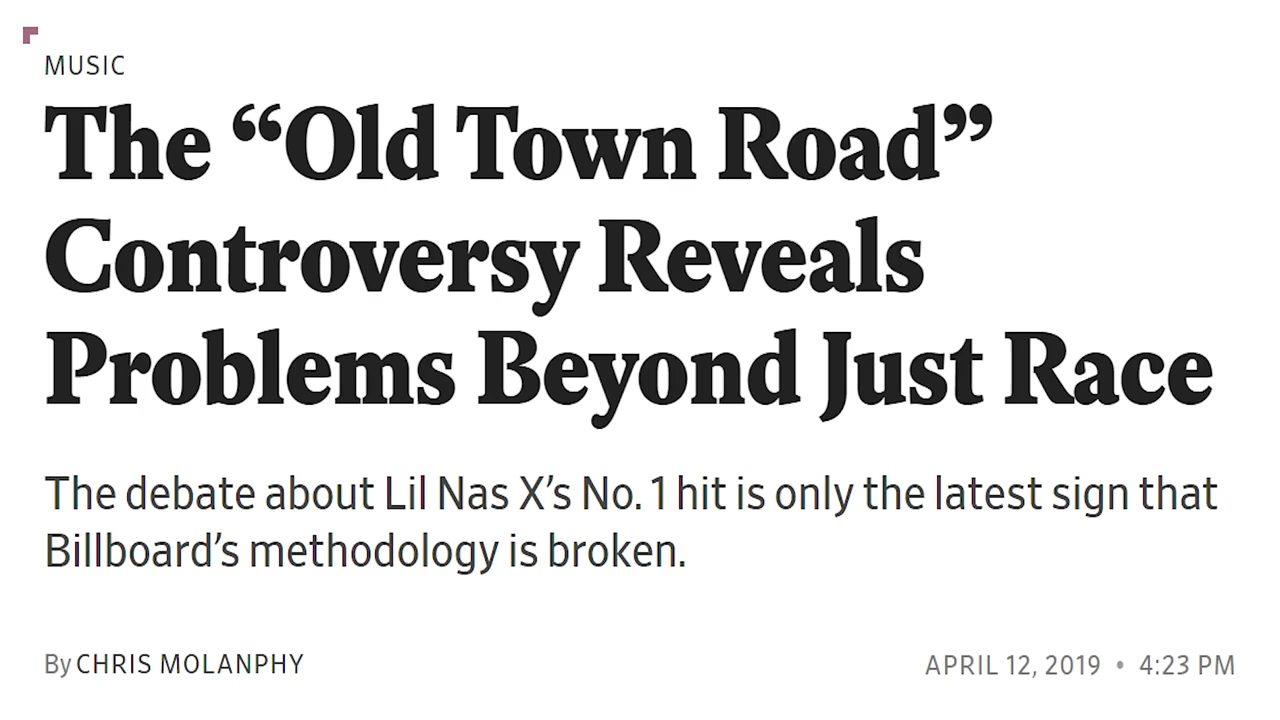 MUSIC
The “Old Town Road”
Controversy Reveals
Problems Beyond Just Race
The debate about Lil Nas X’s No. 1 hit is only the latest sign that
Billboard’s methodology is broken.
By CHRIS MOLANPHY
APRIL 12, 2019 • 4:23 PM